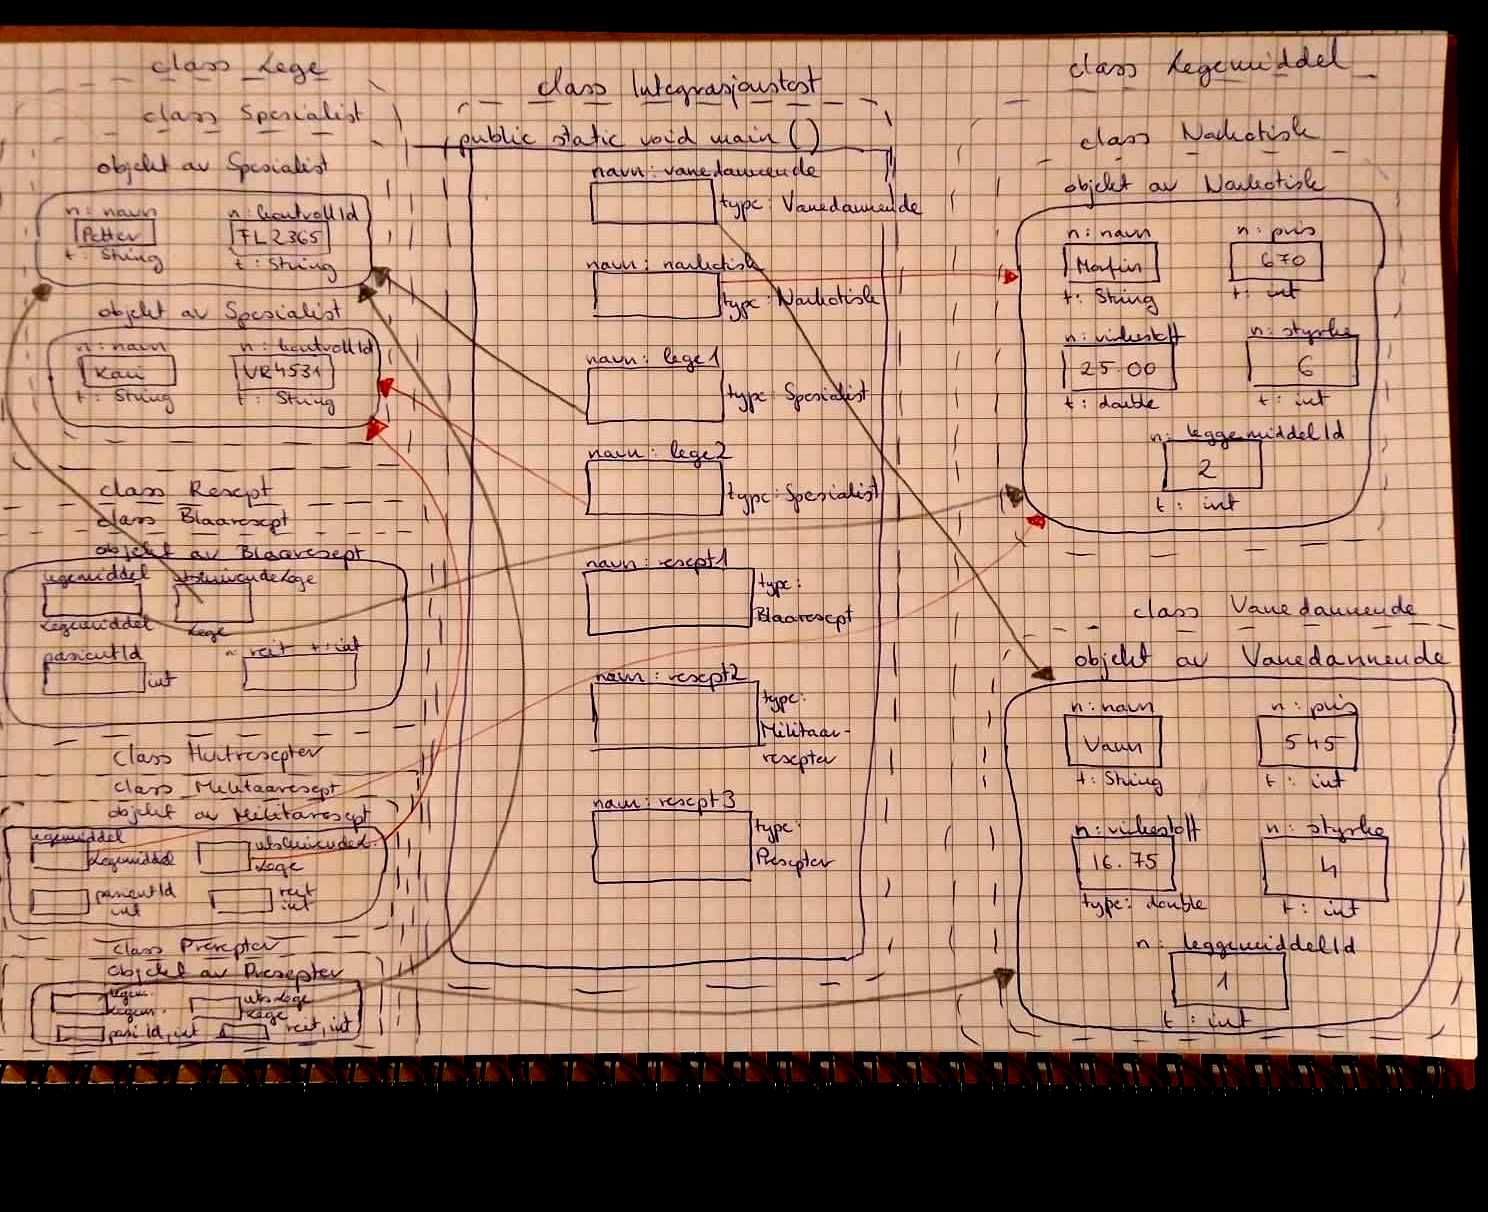 class Lege
class Spesialist
objekt av Spesialist
n: navn
Petter
t: String
n: kontrollId
FL2365
t: String
objekt av Spesialist
n: navn
Kari
t: String
n: kontrollId
VR4531
t: String
class Resept
class Blaaresept
objekt av Blaaresept
legemiddel
Legemiddel
utskrivendeLege
Lege
pasientId
int
n reit t: int
class Hvitresepter
class Militaaresept
objekt av Militaresept
legemiddel
Legemiddel
Lege
pasientId
int
reit
int
class Presepter
objekt av Presepter
legem.
Legem.
utsLege
Lege
pasi Id, int
reit, int
class Integrasjonstest
public static void main ()
navn: vanedannende
type: Vanedannende
navn: narkotisk
type: Narkotisk
navn: lege1
type: Spesialist
navn: lege2
type: Spesialist
navn: resept1
type:
Blaaresept
navn: resept2
type:
Militaar-
resepter
navn: resept3
type:
Presepter
class Legemiddel
class Narkotisk
objekt av Narkotisk
n: navn
Morfin
t: String
n: pris
670
t: int
n: virkestoff
25.00
t: double
n: styrke
6
t: int
n: leggemiddelId
2
t: int
class Vanedannende
objekt av Vanedannende
n: navn
Vann
t: String
n: pris
545
t: int
n: virkestoff
16.75
type: double
n: styrke
4
t: int
n: leggemiddelId
1
t: int